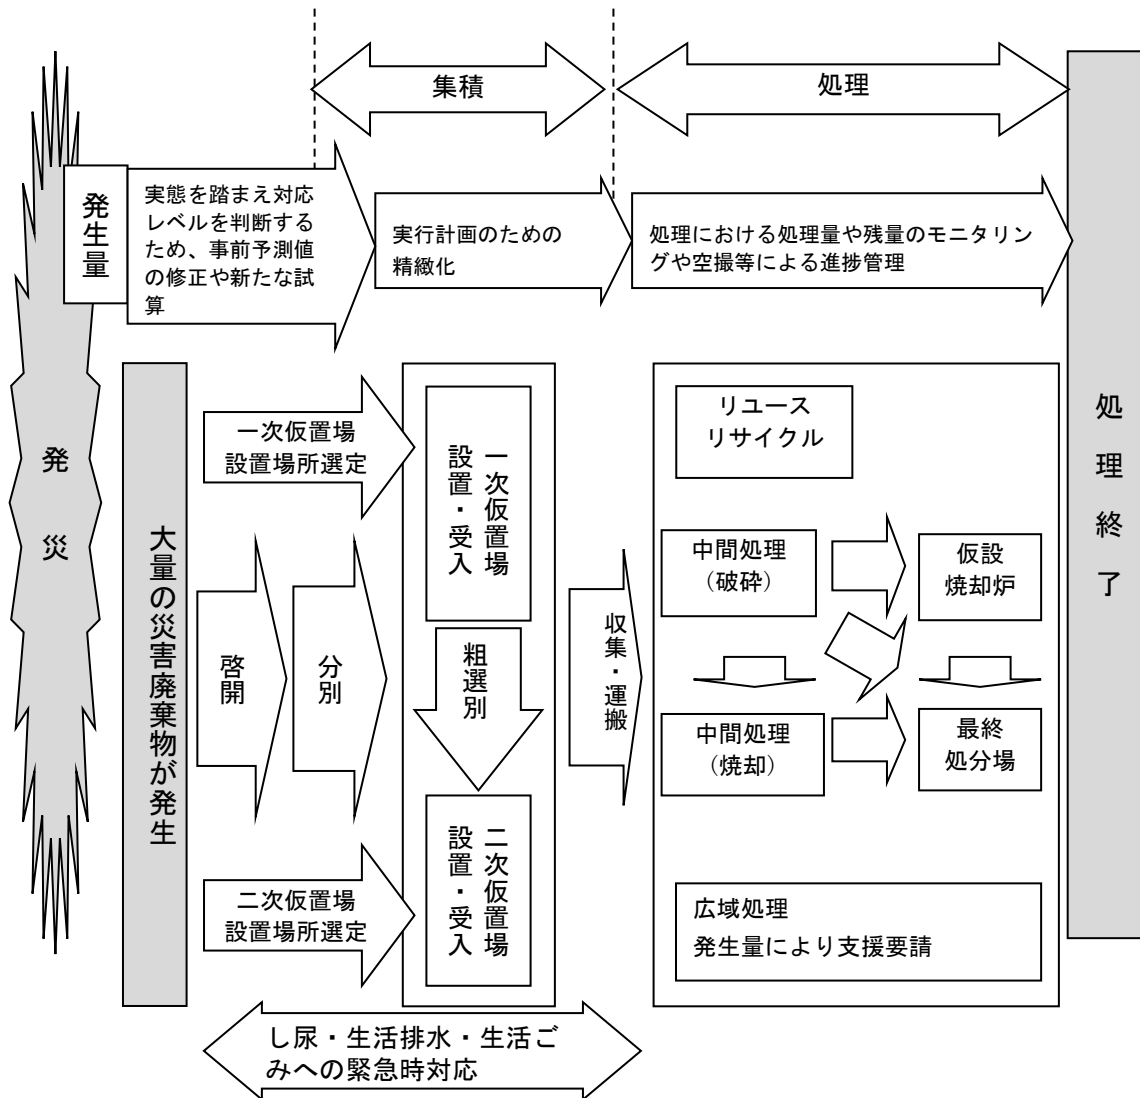 集積
処理
発生量
実態を踏まえ対応
レベルを判断する
ため、事前予測値
の修正や新たな試
算
実行計画のための
精緻化
処理における処理量や残量のモニタリン
グや空撮等による進捗管理
発災
大量の災害廃棄物が発生
一次仮置場
設置場所選定
啓開
分別
二次仮置場
設置場所選定
一次仮置場
設置・受入
粗選別
二次仮置場
設置・受入
収集・運搬
リユース
リサイクル
中間処理
(破砕)
仮設
焼却炉
中間処理
(焼却)
最終
処分場
広域処理
発生量により支援要請
処理終了
し尿・生活排水・生活ご
みへの緊急時対応